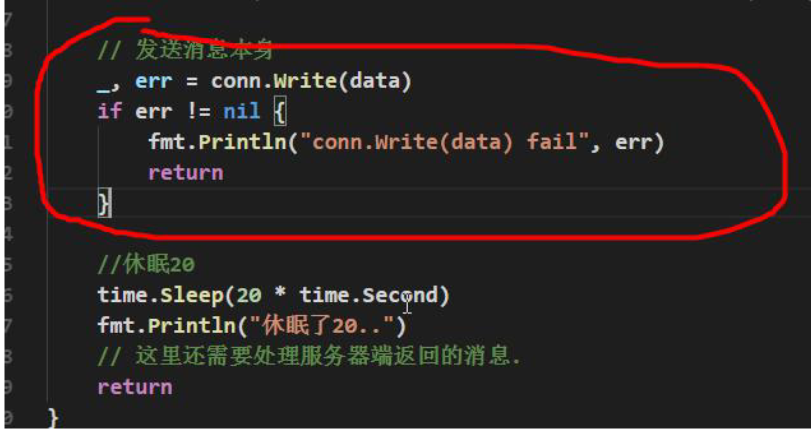 // 发送消息本身
_, err = conn.Write(data)
if err != nil {
fmt.Println("conn.Write(data) fail", err)
return
}
//休眠20
time.Sleep(20 * time.Second)
fmt.Println("休眠了20..")
// 这里还需要处理服务器端返回的消息.
return
}